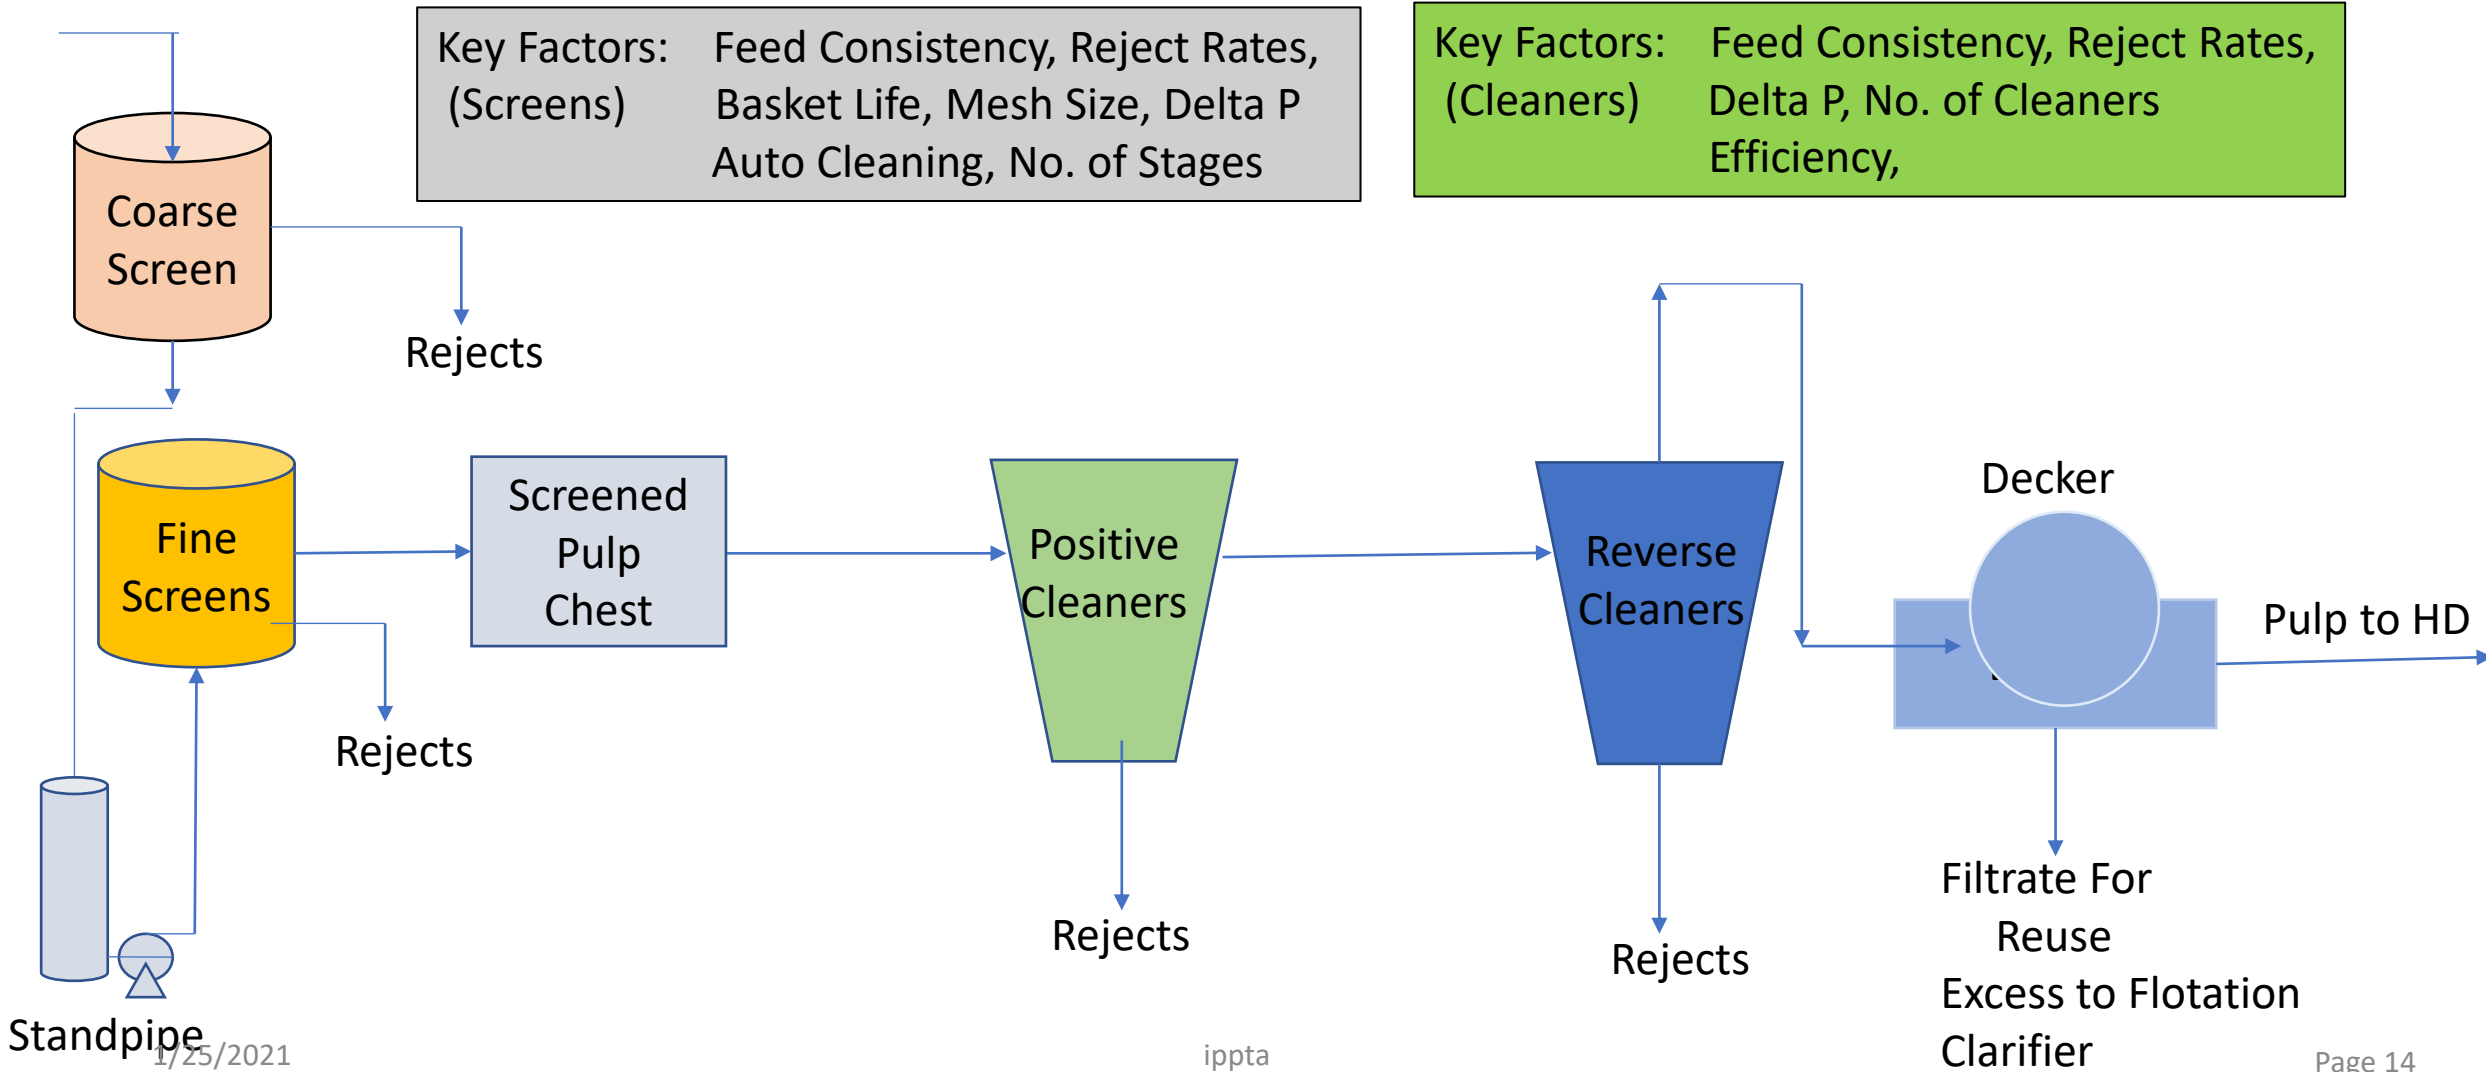 Key Factors: Feed Consistency, Reject Rates,
(Screens) Basket Life, Mesh Size, Delta P
Auto Cleaning, No. of Stages
Key Factors: Feed Consistency, Reject Rates,
(Cleaners) Delta P, No. of Cleaners
Efficiency,
Coarse
Screen
Rejects
Fine
Screens
Rejects
Screened
Pulp
Chest
Positive
Cleaners
Rejects
Reverse
Cleaners
Rejects
Decker
Pulp to HD
Filtrate For
Reuse
Excess to Flotation
Clarifier
Standpipe
1/25/2021
ippta
Page 14